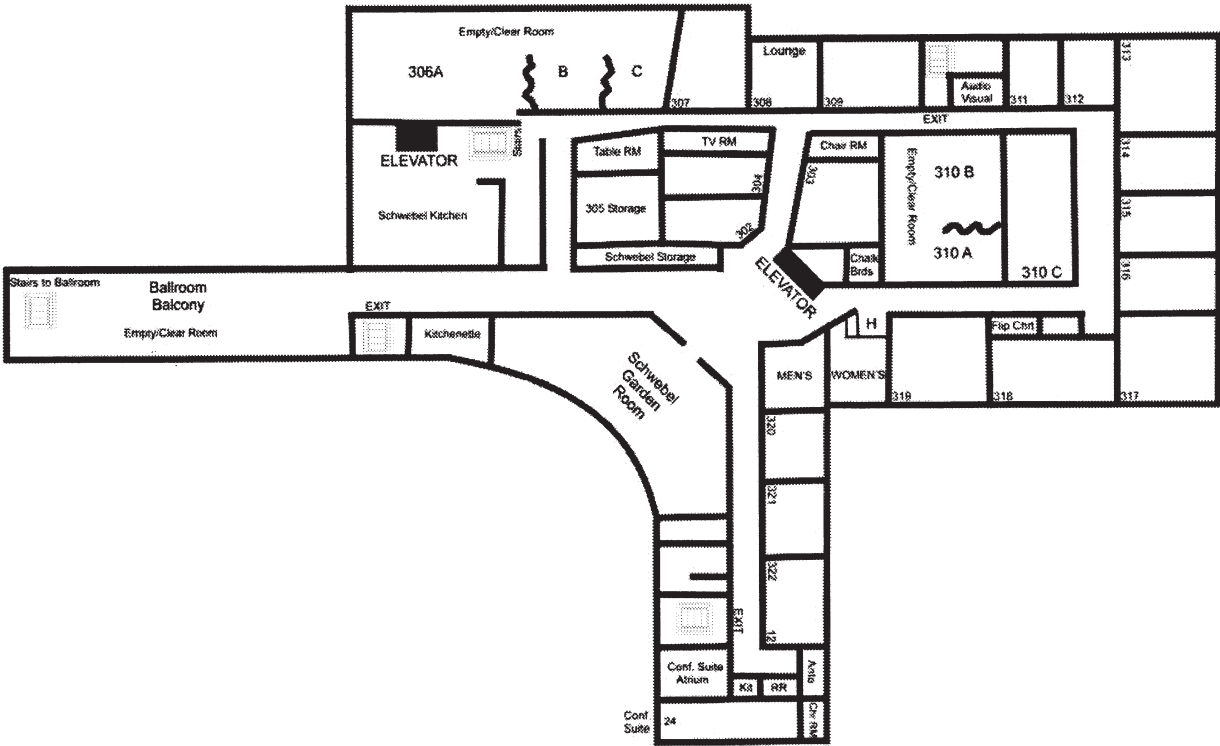 Empty/Clear Room
306A
B
C
307
Lounge
308
309
Audio
Visual
311
312
313
EXIT
ELEVATOR
Stairs
Table RM
TV RM
304
305 Storage
302
Schwebel Storage
Schwebel Kitchen
Chair RM
303
Empty/Clear Room
310 B
310 A
310 C
Chalk
Brds
ELEVATOR
314
315
316
Stairs to Ballroom
Ballroom
Balcony
Empty/Clear Room
EXIT
Kitchenette
Schwebel
Garden
Room
H
MEN'S
WOMEN'S
Flip Chrt
319
318
317
320
321
322
12
EXIT
Conf. Suite
Atrium
Kit
RR
Conf
Suite
24
Chr RM